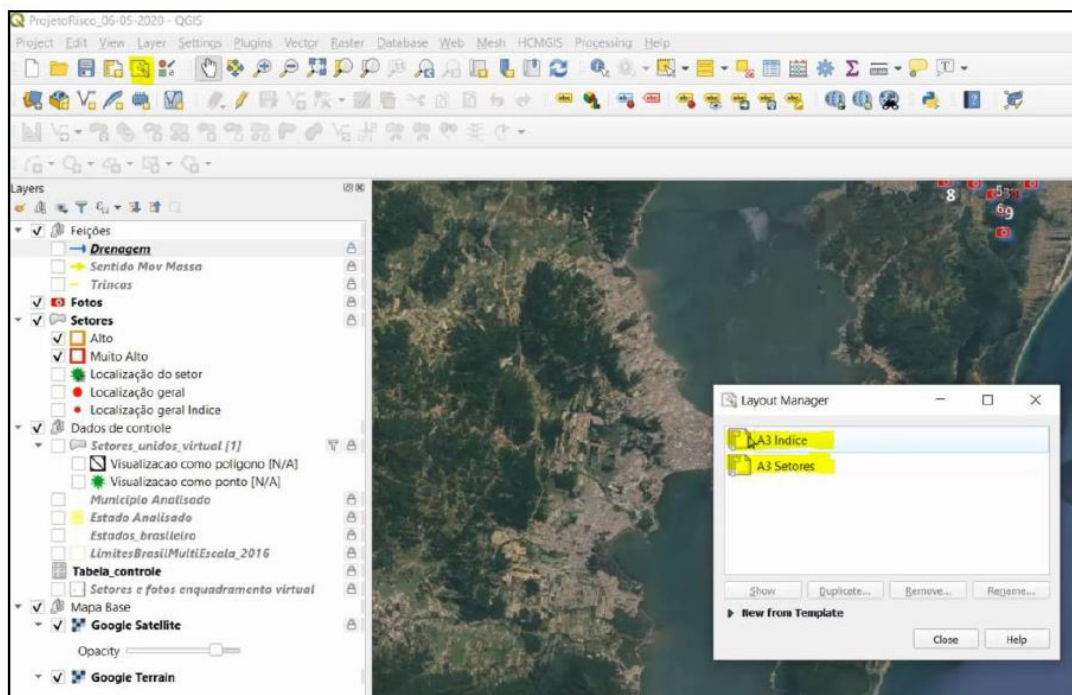 ProjetoRisco_06-05-2020 - QGIS
Project Edit View Layer Settings Plugins Vector Raster Database Web Mesh HCMGIS Processing Help
Layers
Feições
Drenagem
Sentido Mov Massa
Trincas
Fotos
Setores
Alto
Muito Alto
Localização do setor
Localização geral
Localização geral Indice
Dados de controle
Setores_unidos_virtual [1]
Visualizacao como polígono [N/A]
Visualizacao como ponto [N/A]
Município Analisado
Estado Analisado
Estados_brasileiro
LimitesBrasilMultiEscala_2016
Tabela_controle
Setores e fotos enquadramento virtual
Mapa Base
Google Satellite
Opacity
Google Terrain
8
9
Layout Manager
A3 Indice
A3 Setores
Show Duplicate... Remove... Rename...
New from Template
Close Help